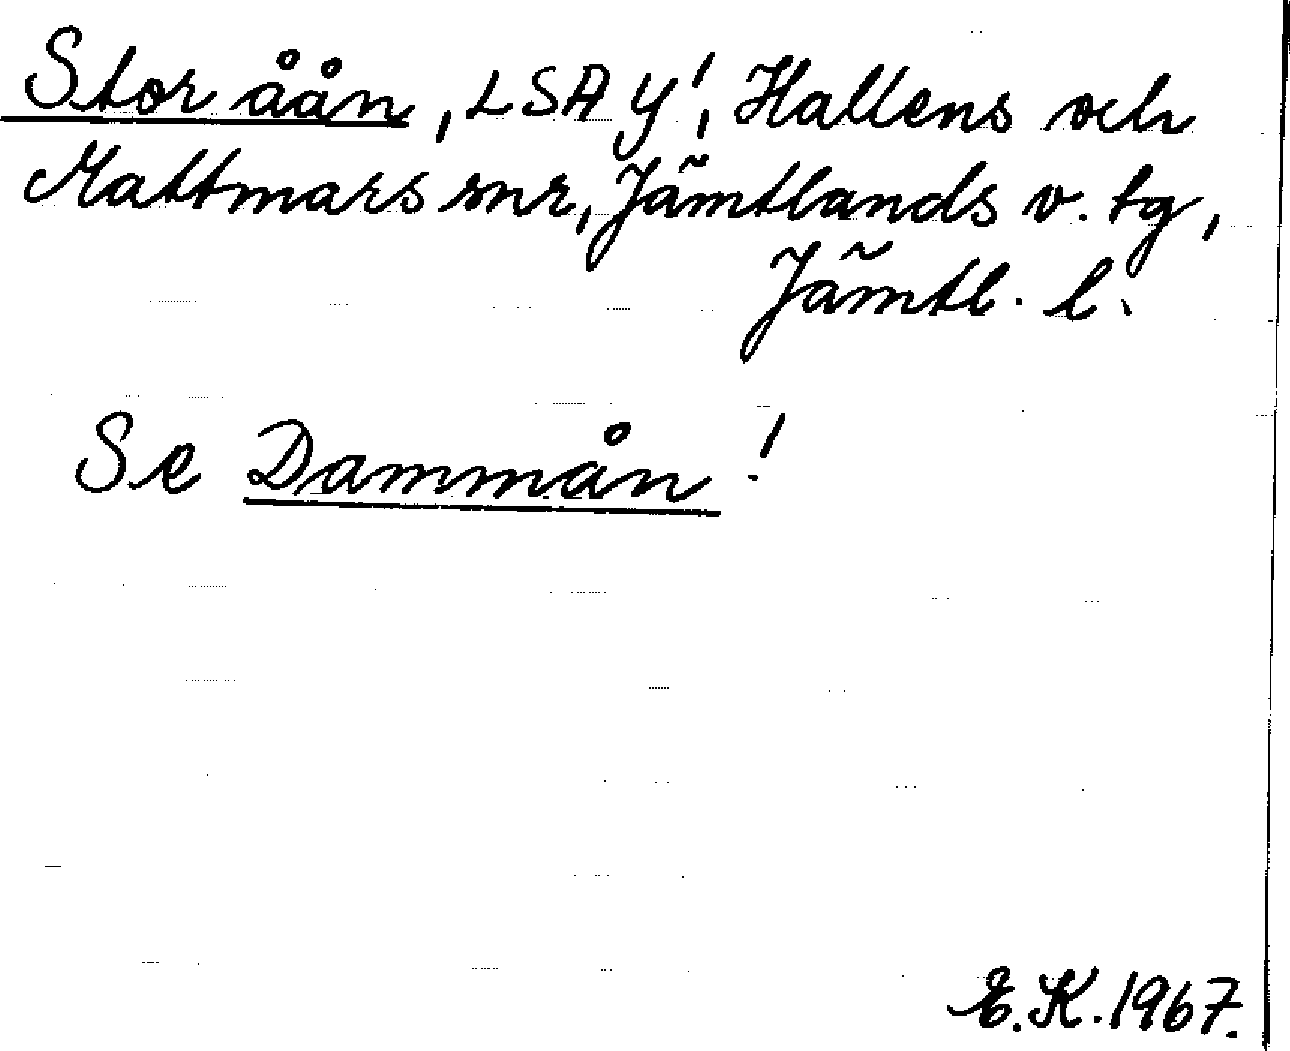 Stor åån, LSA y!, Hallens och
Mattmars snr, Jämtlands v. tg,
Jämtl. l.
Se Dammån!
E.K. 1967.